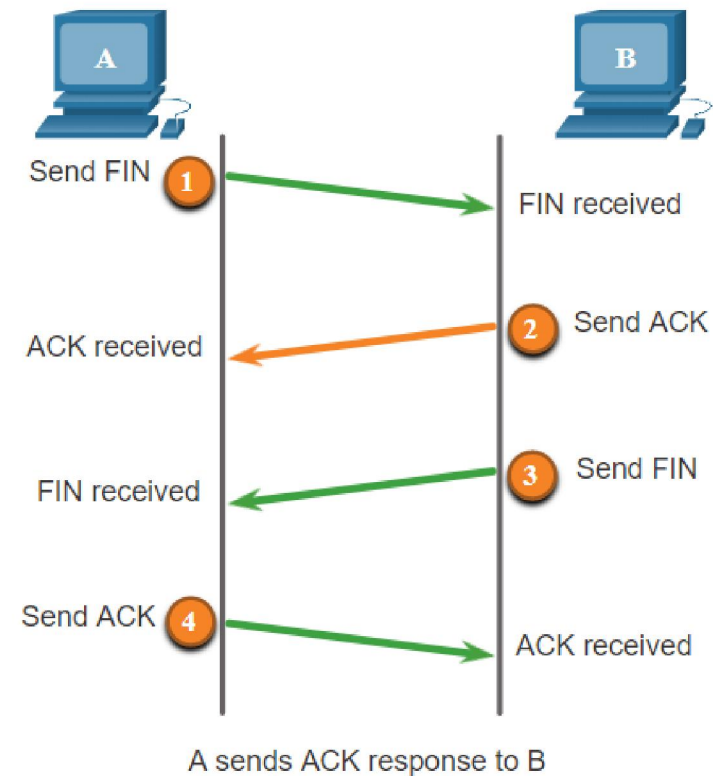 A
B
Send FIN
1
FIN received
2
Send ACK
ACK received
3
Send FIN
FIN received
Send ACK
4
ACK received
A sends ACK response to B